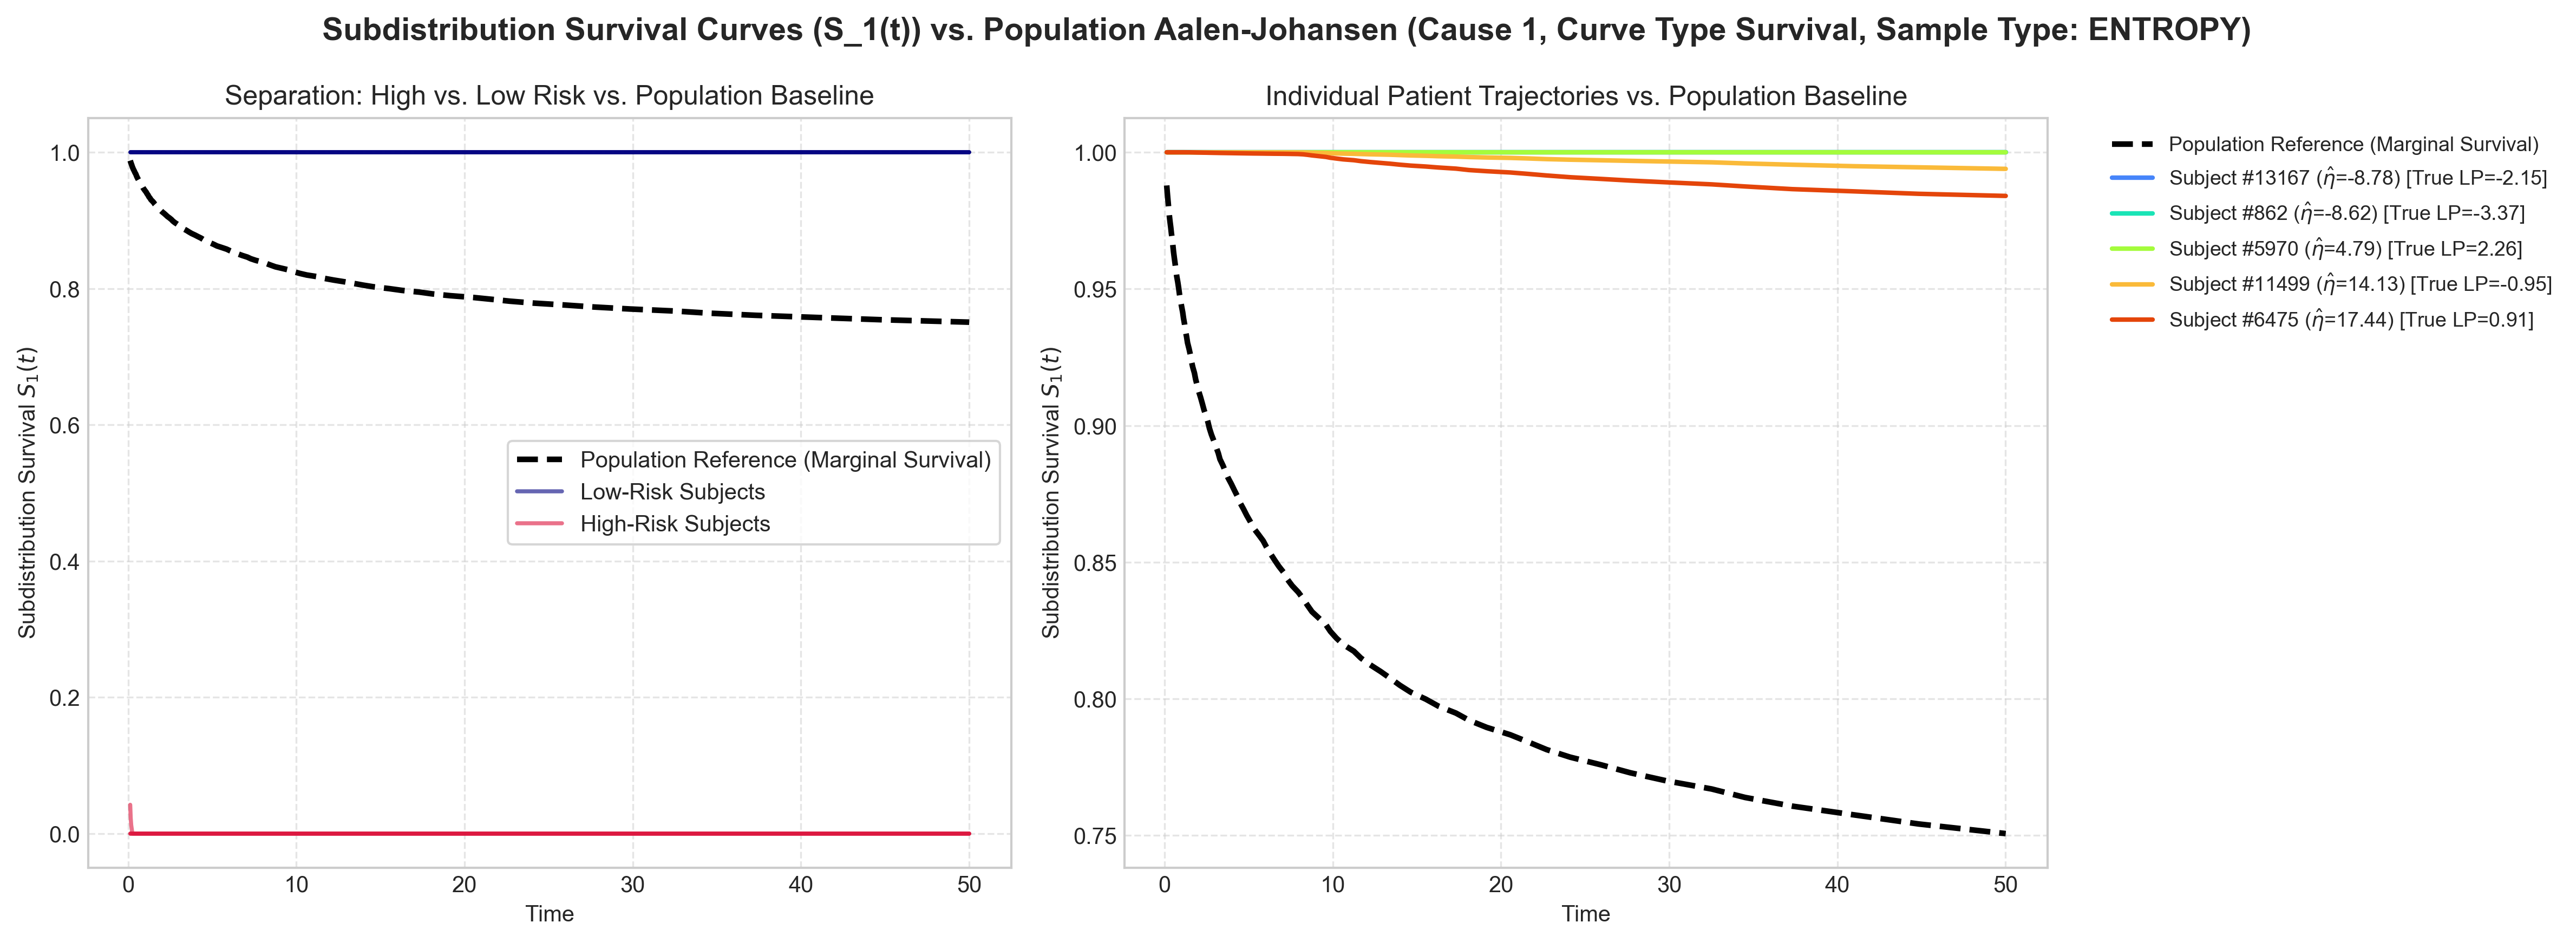 Subdistribution Survival Curves (S_1(t)) vs. Population Aalen-Johansen (Cause 1, Curve Type Survival, Sample Type: ENTROPY)
Separation: High vs. Low Risk vs. Population Baseline
Subdistribution Survival S₁(t)
1.0
0.8
0.6
0.4
0.2
0.0
Population Reference (Marginal Survival)
Low-Risk Subjects
High-Risk Subjects
0 10 20 30 40 50
Time
Individual Patient Trajectories vs. Population Baseline
Subdistribution Survival S₁(t)
1.00
0.95
0.90
0.85
0.80
0.75
0 10 20 30 40 50
Time
Population Reference (Marginal Survival)
Subject #13167 (η̂=-8.78) [True LP=-2.15]
Subject #862 (η̂=-8.62) [True LP=-3.37]
Subject #5970 (η̂=4.79) [True LP=2.26]
Subject #11499 (η̂=14.13) [True LP=-0.95]
Subject #6475 (η̂=17.44) [True LP=0.91]